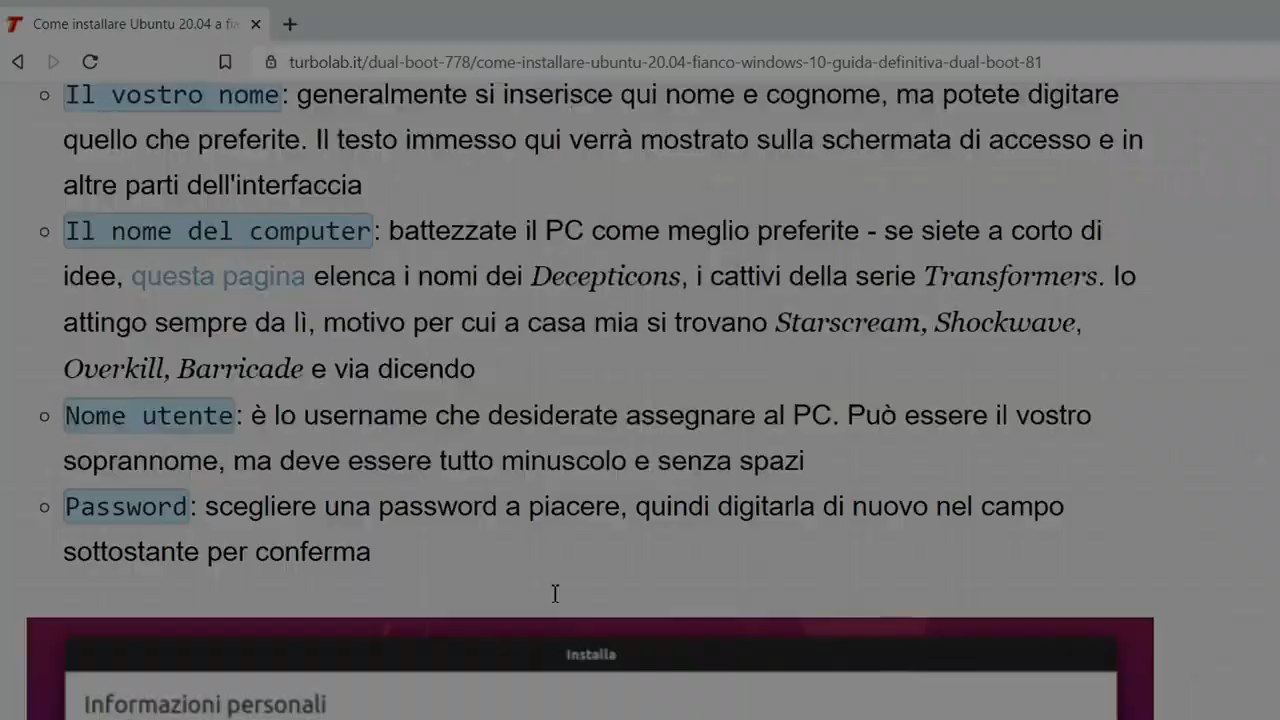 Come installare Ubuntu 20.04 a fia
turbolab.it/dual-boot-778/come-installare-ubuntu-20.04-fianco-windows-10-guida-definitiva-dual-boot-81
Il vostro nome: generalmente si inserisce qui nome e cognome, ma potete digitare
quello che preferite. Il testo immesso qui verrà mostrato sulla schermata di accesso e in
altre parti dell'interfaccia
Il nome del computer: battezzate il PC come meglio preferite - se siete a corto di
idee, questa pagina elenca i nomi dei Decepticons, i cattivi della serie Transformers. Io
attingo sempre da lì, motivo per cui a casa mia si trovano Starscream, Shockwave,
Overkill, Barricade e via dicendo
Nome utente: è lo username che desiderate assegnare al PC. Può essere il vostro
soprannome, ma deve essere tutto minuscolo e senza spazi
Password: scegliere una password a piacere, quindi digitarla di nuovo nel campo
sottostante per conferma
Installa
Informazioni personali